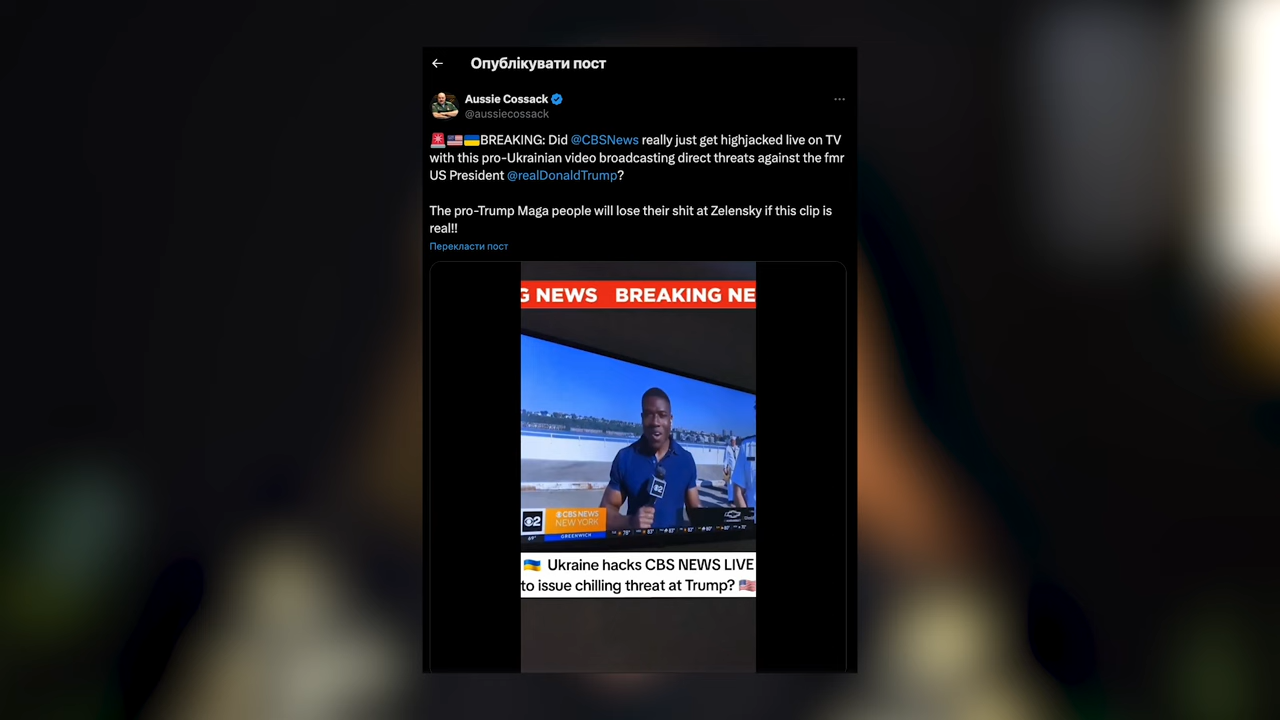 Опублікувати пост
Aussie Cossack
@aussiecossack
🚨🇺🇸🇺🇦BREAKING: Did @CBSNews really just get highjacked live on TV
with this pro-Ukrainian video broadcasting direct threats against the fmr
US President @realDonaldTrump?
The pro-Trump Maga people will lose their shit at Zelensky if this clip is
real!!
Перекласти пост
G NEWS BREAKING NE
2
2 CBS NEWS
NEW YORK
GREENWICH
🇺🇦 Ukraine hacks CBS NEWS LIVE
to issue chilling threat at Trump? 🇺🇸